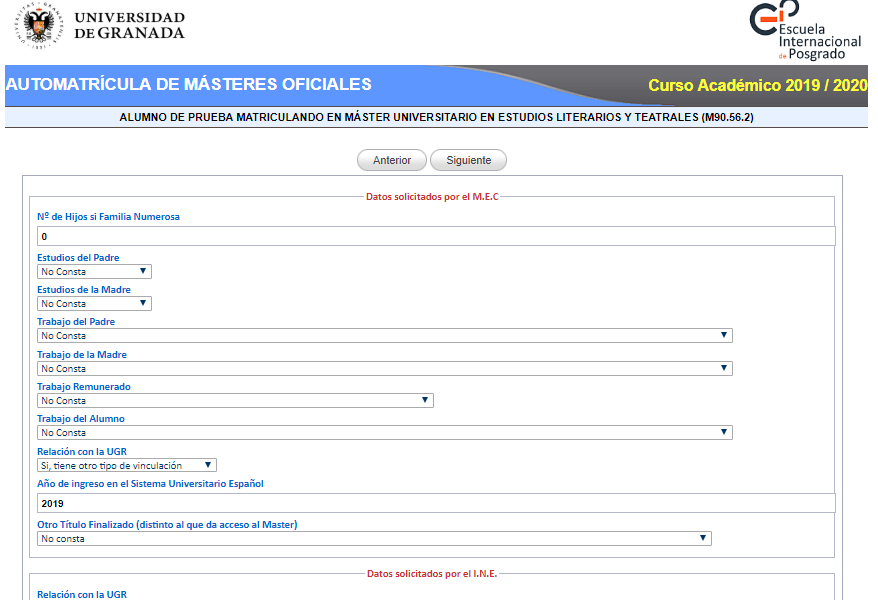 UNIVERSIDAD
DE GRANADA
Escuela
Internacional
de Posgrado
AUTOMATRÍCULA DE MÁSTERES OFICIALES
Curso Académico 2019 / 2020
ALUMNO DE PRUEBA MATRICULANDO EN MÁSTER UNIVERSITARIO EN ESTUDIOS LITERARIOS Y TEATRALES (M90.56.2)
Anterior Siguiente
Datos solicitados por el M.E.C
Nº de Hijos si Familia Numerosa
0
Estudios del Padre
No Consta
Estudios de la Madre
No Consta
Trabajo del Padre
No Consta
Trabajo de la Madre
No Consta
Trabajo Remunerado
No Consta
Trabajo del Alumno
No Consta
Relación con la UGR
Si, tiene otro tipo de vinculación
Año de ingreso en el Sistema Universitario Español
2019
Otro Título Finalizado (distinto al que da acceso al Master)
No consta
Datos solicitados por el I.N.E.
Relación con la UGR